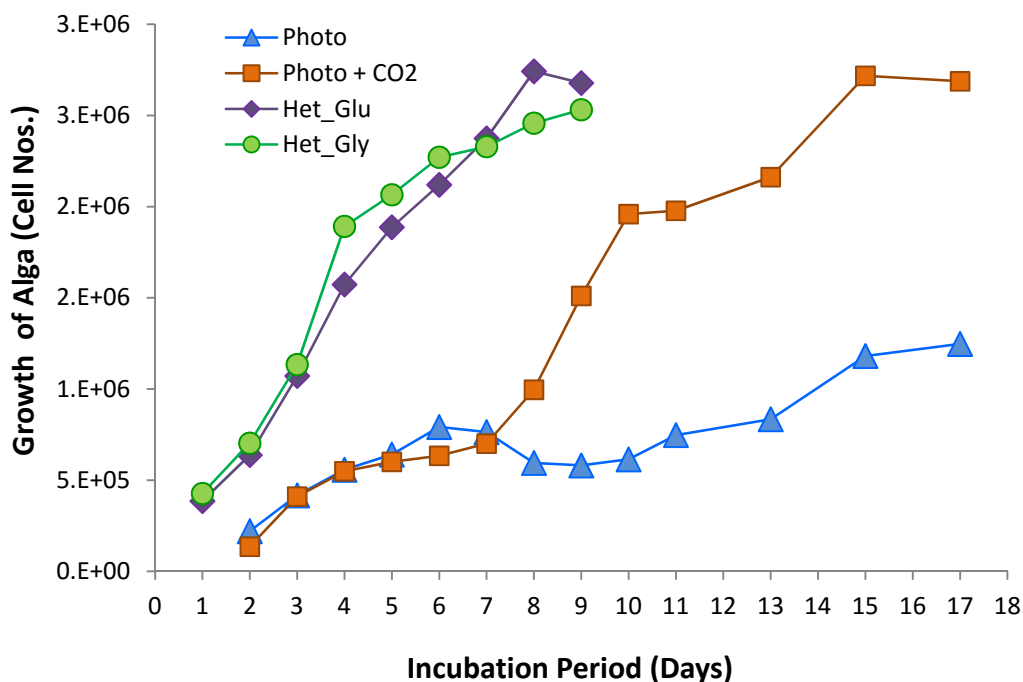 3.E+06
3.E+06
2.E+06
2.E+06
1.E+06
5.E+05
0.E+00
Growth of Alga (Cell Nos.)
Photo
Photo + CO2
Het_Glu
Het_Gly
0 1 2 3 4 5 6 7 8 9 10 11 12 13 14 15 16 17 18
Incubation Period (Days)